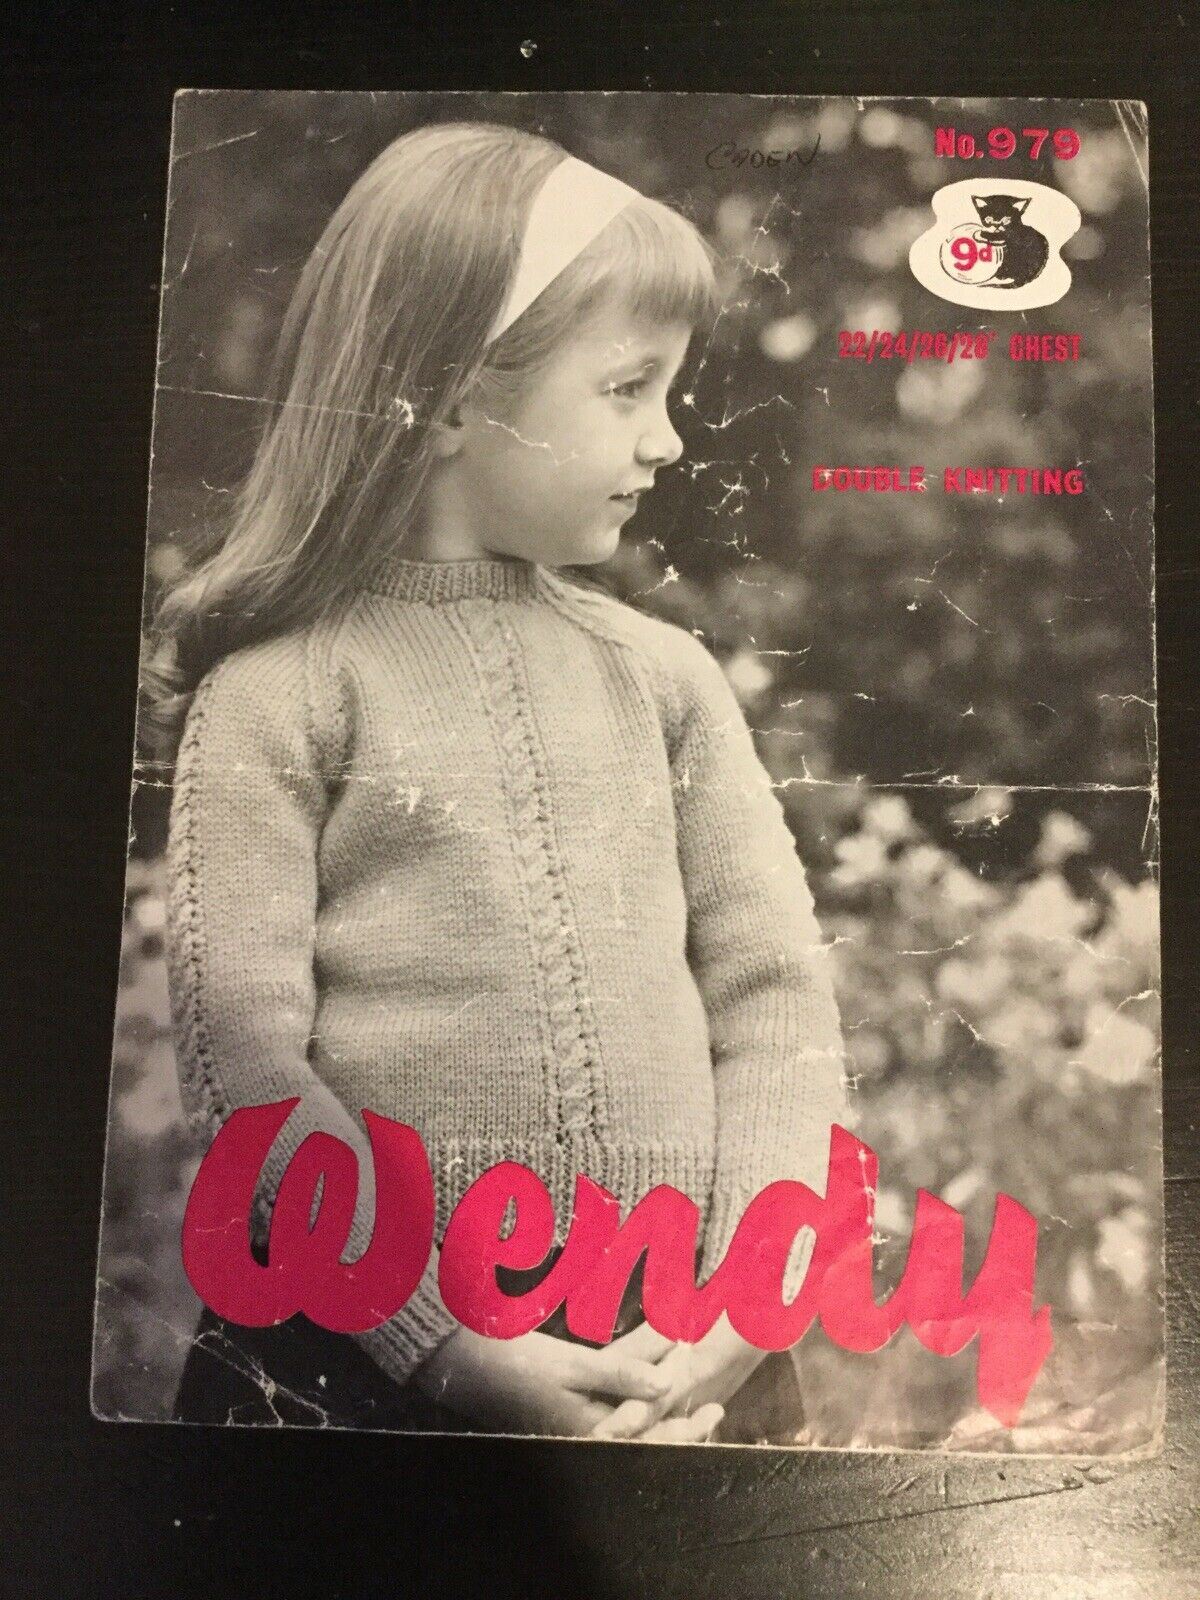 No.979
9d
22/24/26/28" CHEST
DOUBLE KNITTING
Wendy